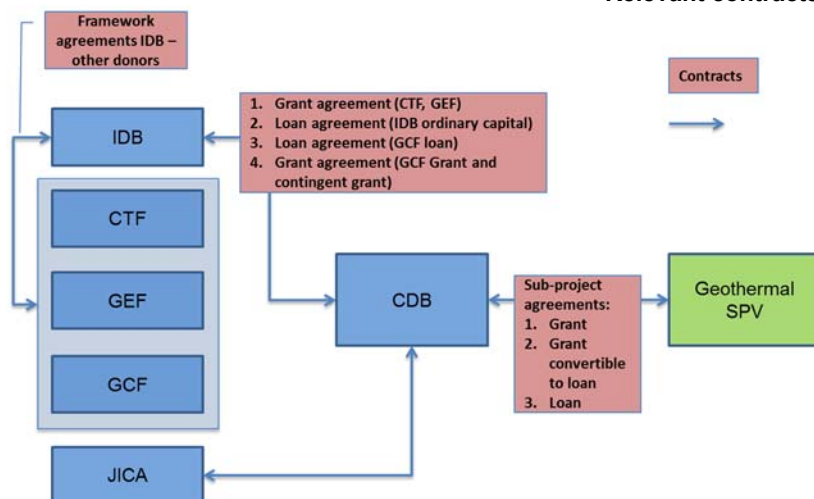 Relevant contracts
Framework
agreements IDB –
other donors
Contracts
1. Grant agreement (CTF, GEF)
2. Loan agreement (IDB ordinary capital)
3. Loan agreement (GCF loan)
4. Grant agreement (GCF Grant and
contingent grant)
IDB
CTF
GEF
GCF
JICA
CDB
Sub-project
agreements:
1. Grant
2. Grant
convertible
to loan
3. Loan
Geothermal
SPV